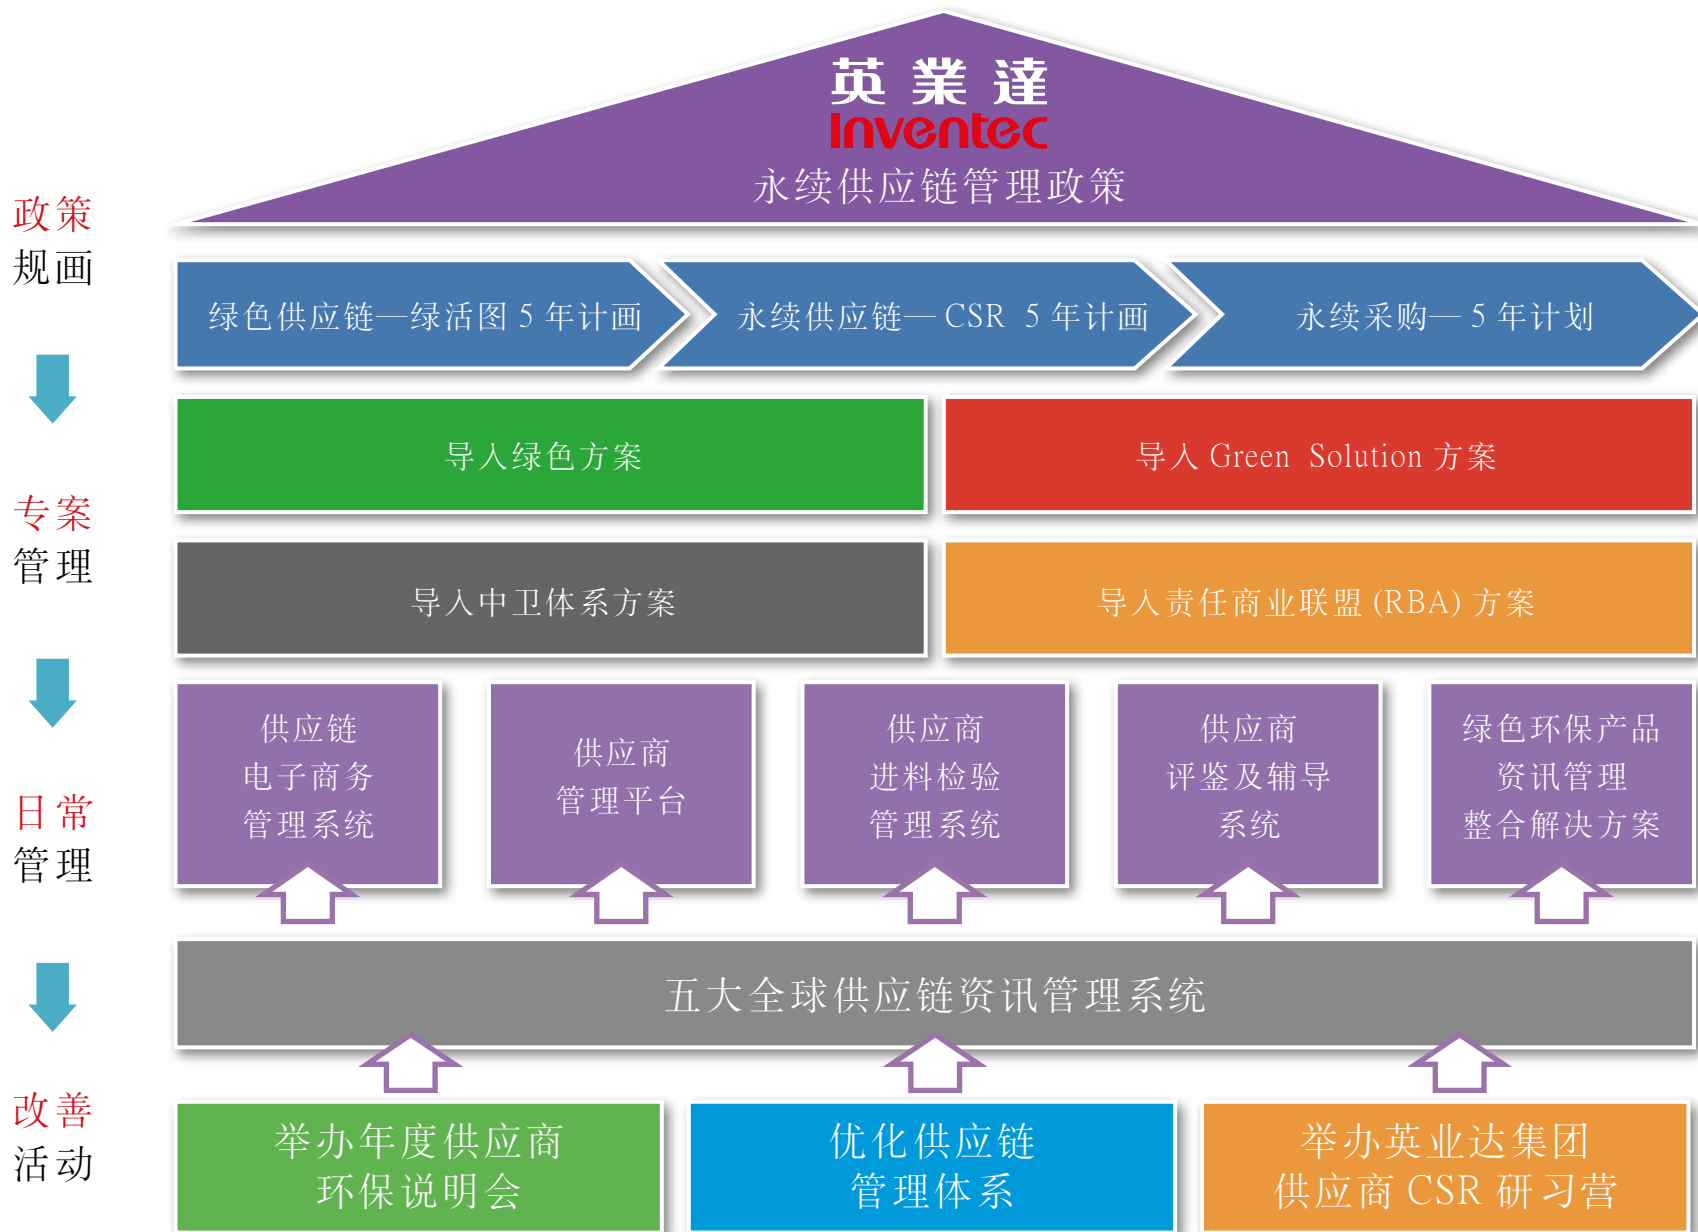 英業達
Inventec
永续供应链管理政策
政策
规画
绿色供应链—绿活图 5 年计画
永续供应链— CSR 5 年计画
永续采购— 5 年计划
专案
管理
导入绿色方案
导入 Green Solution 方案
导入中卫体系方案
导入责任商业联盟 (RBA) 方案
日常
管理
供应链
电子商务
管理系统
供应商
管理平台
供应商
进料检验
管理系统
供应商
评鉴及辅导
系统
绿色环保产品
资讯管理
整合解决方案
五大全球供应链资讯管理系统
改善
活动
举办年度供应商
环保说明会
优化供应链
管理体系
举办英业达集团
供应商 CSR 研习营